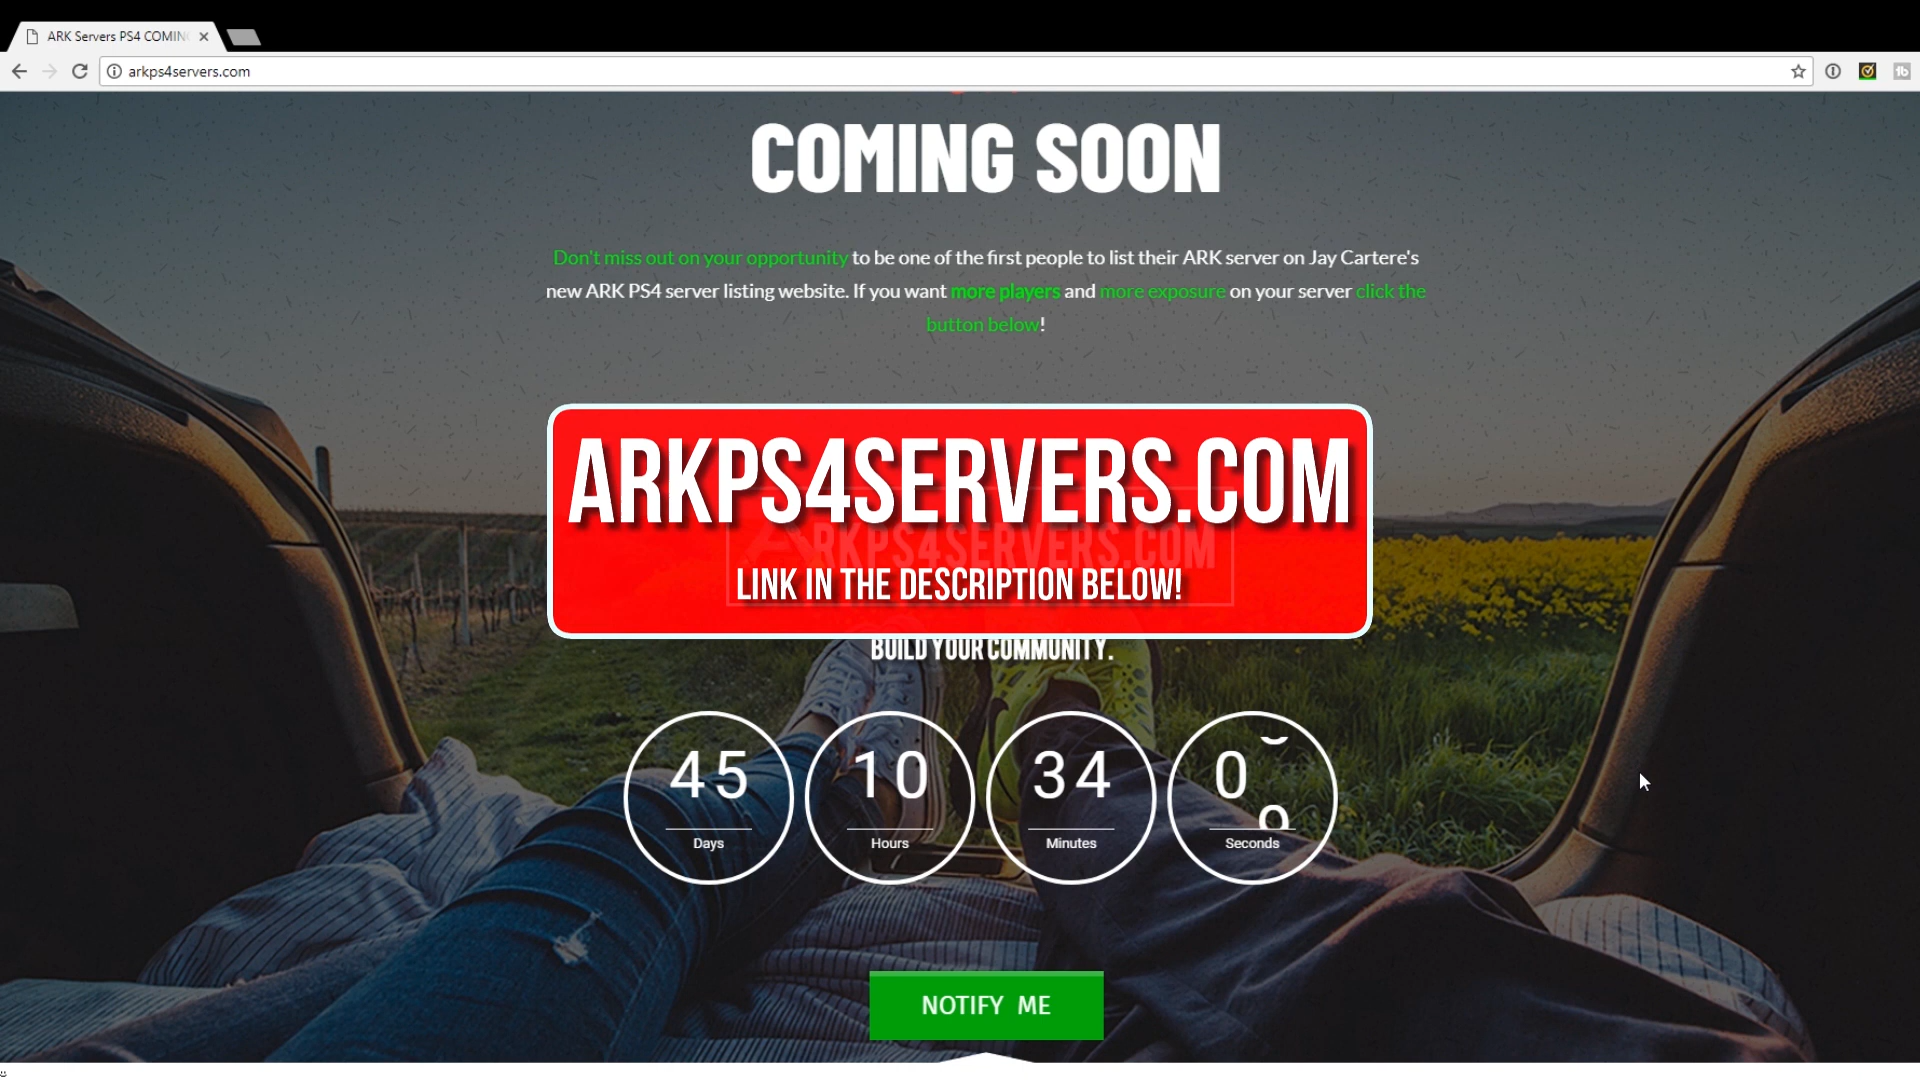 ARK Servers PS4 COMIN
arkps4servers.com
COMING SOON
Don't miss out on your opportunity to be one of the first people to list their ARK server on Jay Cartere's
new ARK PS4 server listing website. If you want more players and more exposure on your server click the
button below!
ARKPS4SERVERS.COM
ARKPS4SERVERS.COM
LINK IN THE DESCRIPTION BELOW!
BUILD YOUR COMMUNITY.
45 10 34 0
Days Hours Minutes Seconds
NOTIFY ME